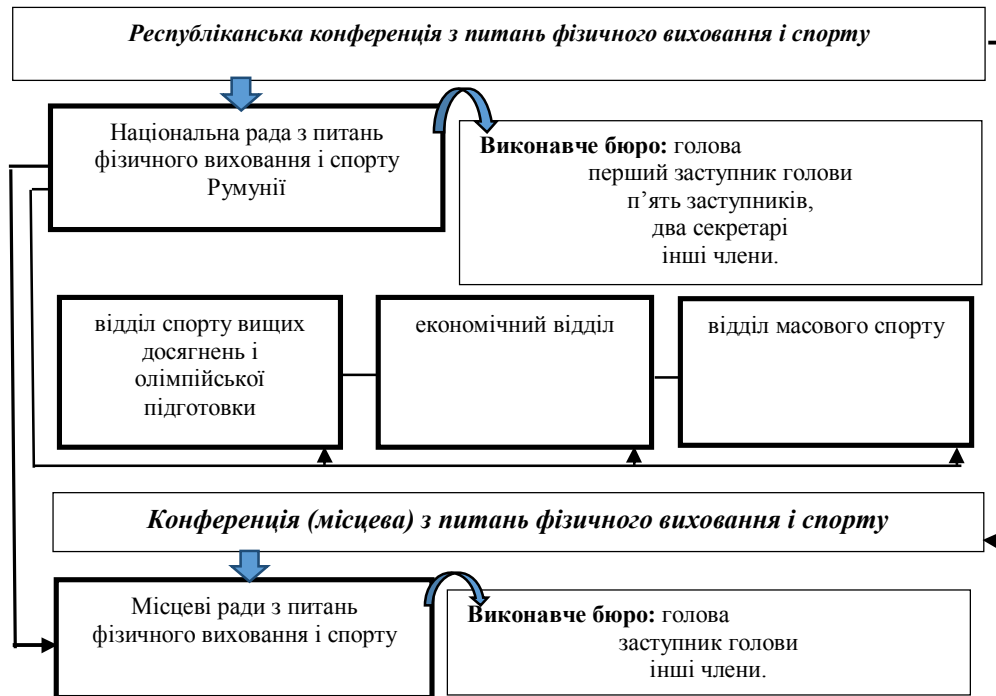 Республіканська конференція з питань фізичного виховання і спорту
Національна рада з питань
фізичного виховання і спорту
Румунії
Виконавче бюро: голова
перший заступник голови
п’ять заступників,
два секретарі
інші члени.
відділ спорту вищих
досягнень і
олімпійської
підготовки
економічний відділ
відділ масового спорту
Конференція (місцева) з питань фізичного виховання і спорту
Місцеві ради з питань
фізичного виховання і спорту
Виконавче бюро: голова
заступник голови
інші члени.